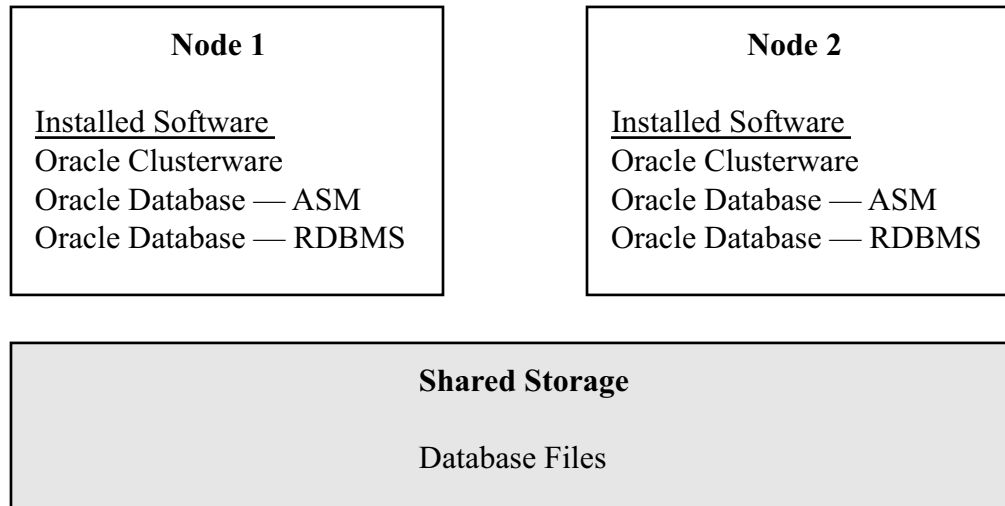 Node 1
Installed Software
Oracle Clusterware
Oracle Database — ASM
Oracle Database — RDBMS
Node 2
Installed Software
Oracle Clusterware
Oracle Database — ASM
Oracle Database — RDBMS
Shared Storage
Database Files